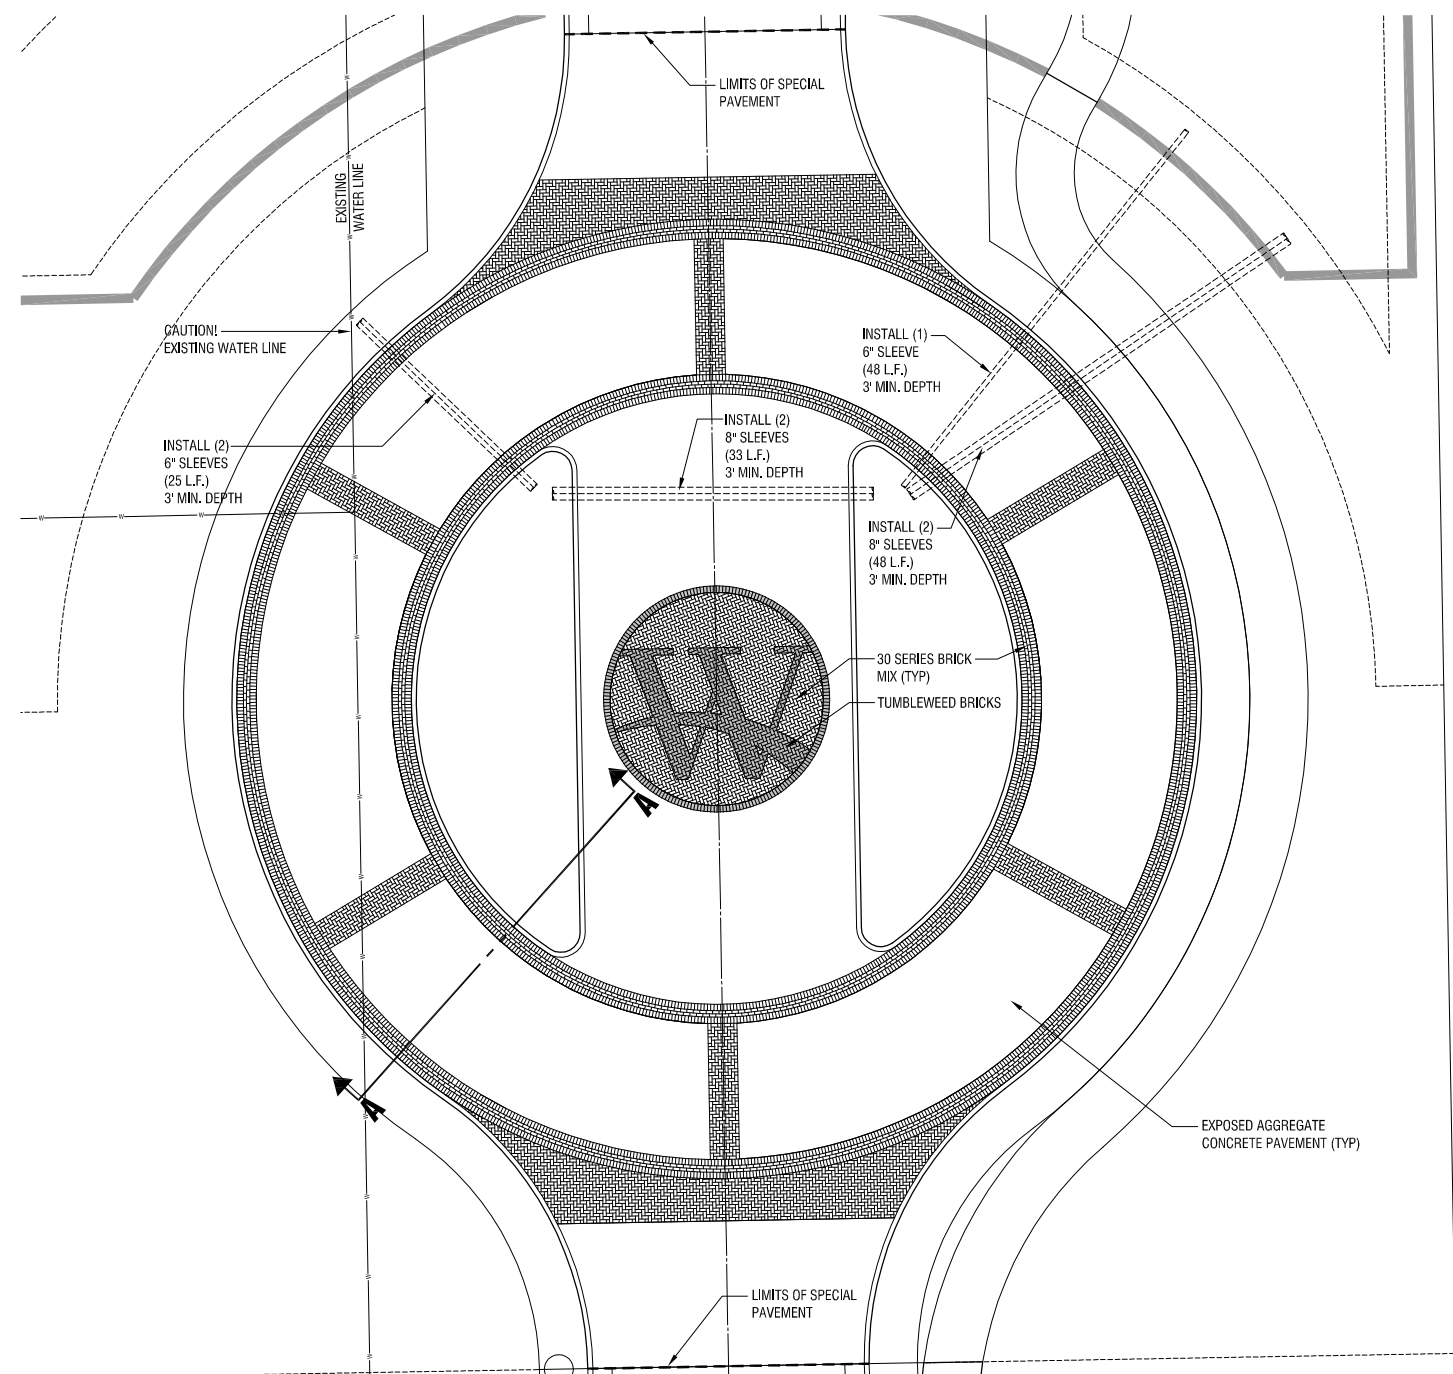 LIMITS OF SPECIAL
PAVEMENT
EXISTING
WATER LINE
CAUTION!
EXISTING WATER LINE
INSTALL (1)
6" SLEEVE
(48 L.F.)
3' MIN. DEPTH
INSTALL (2)
6" SLEEVES
(25 L.F.)
3' MIN. DEPTH
INSTALL (2)
8" SLEEVES
(33 L.F.)
3' MIN. DEPTH
INSTALL (2)
8" SLEEVES
(48 L.F.)
3' MIN. DEPTH
30 SERIES BRICK
MIX (TYP)
TUMBLEWEED BRICKS
A
A
EXPOSED AGGREGATE
CONCRETE PAVEMENT (TYP)
LIMITS OF SPECIAL
PAVEMENT